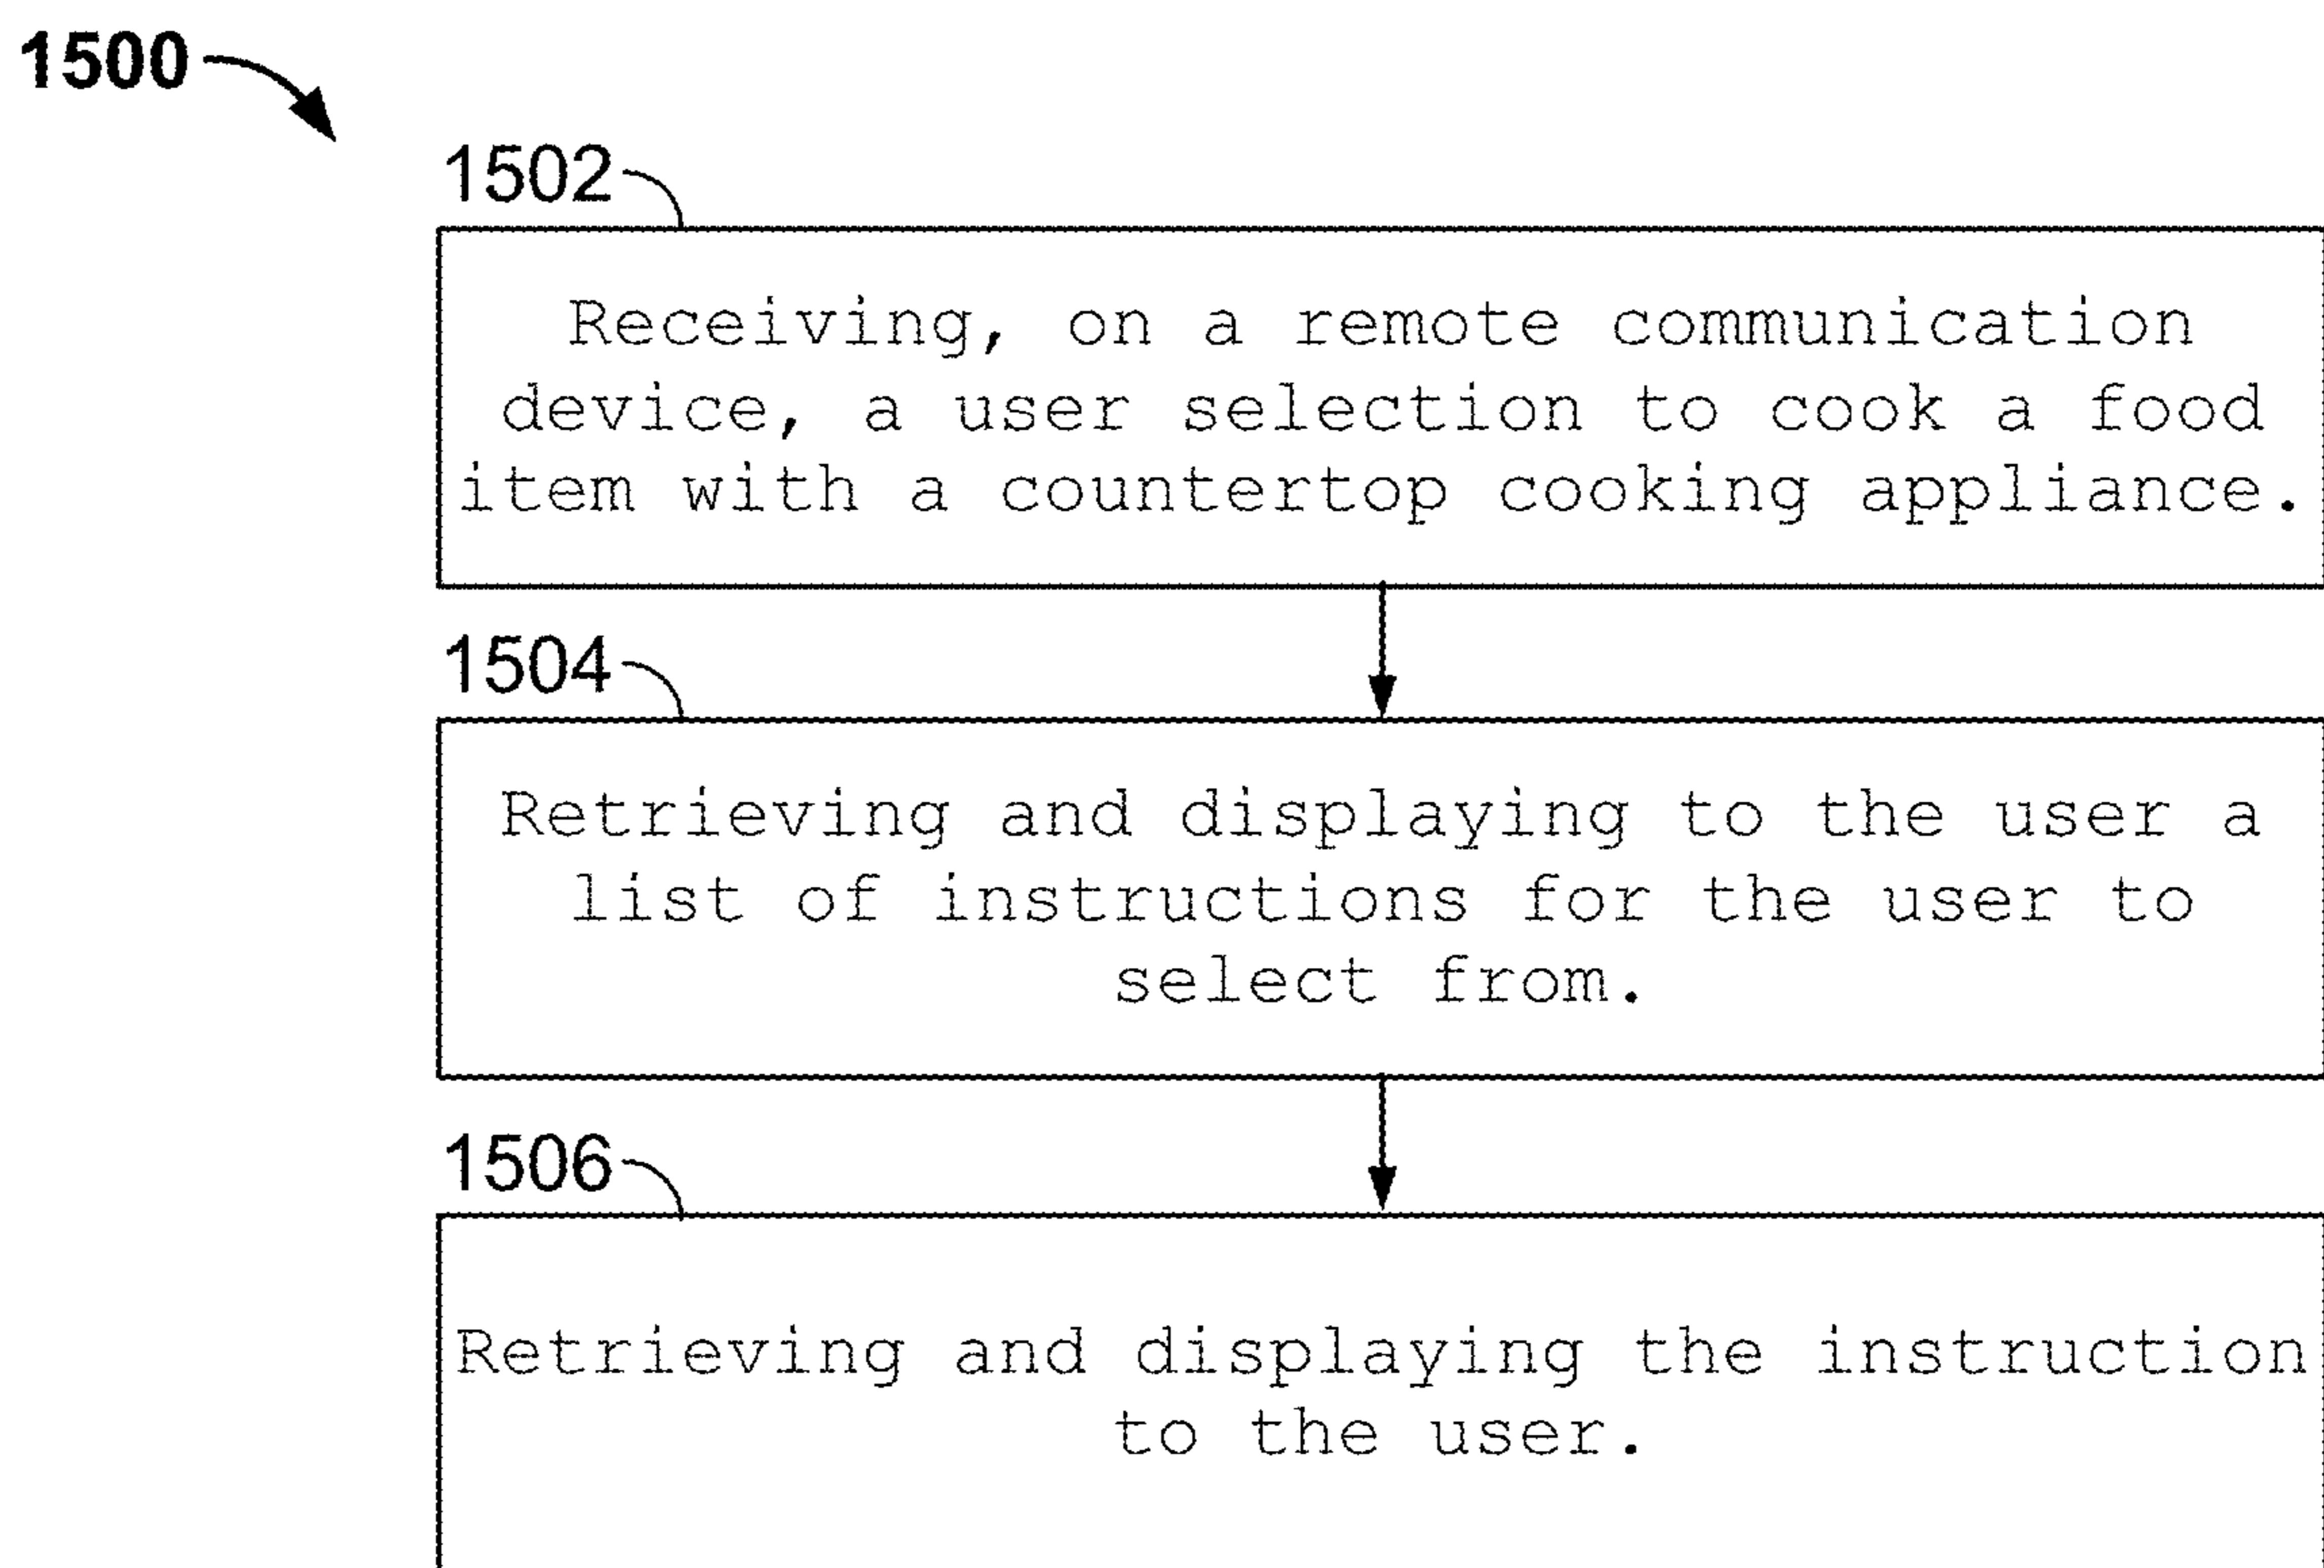 1500
1502
Receiving, on a remote communication
device, a user selection to cook a food
item with a countertop cooking appliance.
1504
Retrieving and displaying to the user a
list of instructions for the user to
select from.
1506
Retrieving and displaying the instruction
to the user.